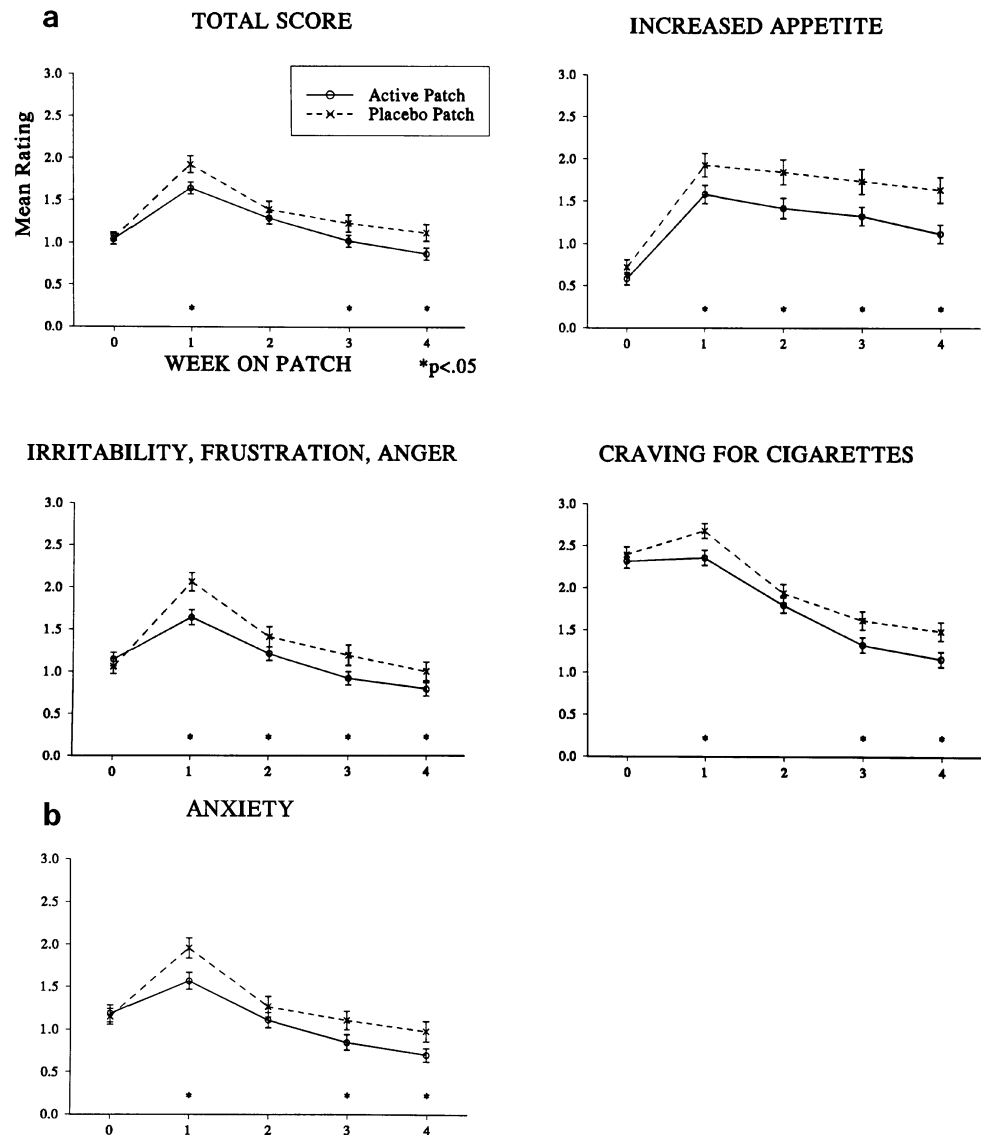 a
TOTAL SCORE
3.0
2.5
2.0
1.5
1.0
0.5
0.0
Mean Rating
Active Patch
Placebo Patch
* * *
0 1 2 3 4
WEEK ON PATCH *p<.05
INCREASED APPETITE
3.0
2.5
2.0
1.5
1.0
0.5
0.0
* * * *
0 1 2 3 4
IRRITABILITY, FRUSTRATION, ANGER
3.0
2.5
2.0
1.5
1.0
0.5
0.0
* * * *
0 1 2 3 4
CRAVING FOR CIGARETTES
3.0
2.5
2.0
1.5
1.0
0.5
0.0
* * *
0 1 2 3 4
b
ANXIETY
3.0
2.5
2.0
1.5
1.0
0.5
0.0
* * *
0 1 2 3 4